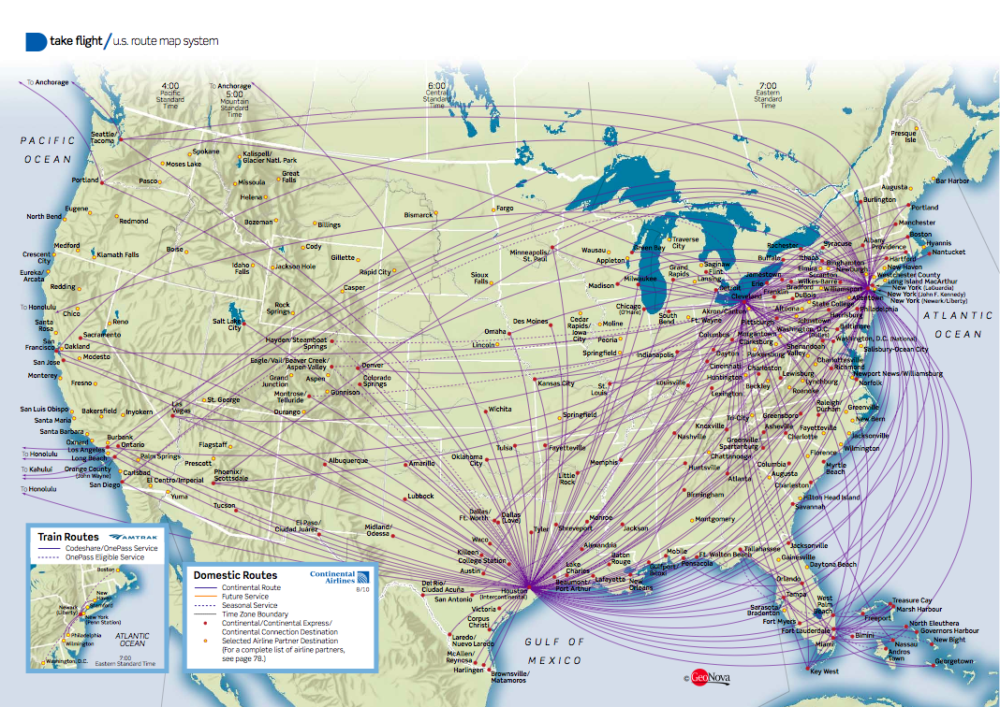 take flight/u.s. route map system
To Anchorage
To Anchorage
4:00
Pacific
Standard
Time
5:00
Mountain
Standard
Time
6:00
Central
Standard
Time
7:00
Eastern
Standard
Time
PACIFIC
OCEAN
Seattle/
Tacoma
Spokane
Moses Lake
Kalispell/
Glacier Natl. Park
Portland
Pasco
Missoula
Great
Falls
Helena
Eugene
North Bend
Redmond
Bozeman
Billings
Bismarck
Fargo
Presque
Isle
Bar Harbor
Augusta
Burlington
Portland
Manchester
Boston
Medford
Crescent
City
Klamath Falls
Boise
Cody
Gillette
Idaho
Falls
Jackson Hole
Rapid City
Minneapolis/
St. Paul
Wausau
Appleton
Green Bay
Traverse
City
Rochester
Syracuse
Albany
Providence
Hyannis
Nantucket
Hartford
New Haven
Westchester County
Long Island MacArthur
New York (LaGuardia)
New York (John F. Kennedy)
New York (Newark/Liberty)
Buffalo
Ithaca
Elmira
Binghamton
Newburgh
Scranton
Wilkes-Barre
Williamsport
Allentown
Philadelphia
Eureka/
Arcata
Redding
Casper
Sioux
Falls
Madison
Milwaukee
Grand
Rapids
Saginaw
Flint
Lansing
Detroit
Jamestown
Erie
Bradford
Franklin
DuBois
Cleveland
State College
Altoona
Harrisburg
Akron/Canton
Johnstown
Pittsburgh
Baltimore
To Honolulu
Chico
Rock
Springs
Reno
Salt Lake
City
Santa
Rosa
Sacramento
Chicago
(O'Hare)
South
Bend
Ft. Wayne
Des Moines
Cedar
Rapids/
Iowa
City
Moline
Omaha
Lincoln
Peoria
Springfield
Indianapolis
Columbus
Morgantown
Clarksburg
Washington, D.C.
Washington, D.C. (National)
Salisbury-Ocean City
ATLANTIC
OCEAN
San
Francisco
Oakland
San Jose
Modesto
Monterey
Fresno
Hayden/Steamboat
Springs
Eagle/Vail/Beaver Creek/
Aspen Valley
Denver
Grand
Junction
Aspen
Colorado
Springs
Montrose/
Telluride
Gunnison
Durango
Dayton
Cincinnati
Parkersburg
Shenandoah
Valley
Charlottesville
Richmond
Huntington
Charleston
Newport News/Williamsburg
Lewisburg
Lynchburg
Norfolk
Beckley
Roanoke
Louisville
Lexington
Kansas City
St.
Louis
San Luis Obispo
Bakersfield
Inyokern
Santa Maria
Las
Vegas
St. George
Wichita
Springfield
Tri-City
Greensboro
Raleigh/
Durham
Greenville
New Bern
Knoxville
Asheville
Fayetteville
Charlotte
Nashville
Greenville/
Spartanburg
Jacksonville
Wilmington
Santa Barbara
Oxnard
Burbank
Los Angeles
Ontario
Long Beach
Palm Springs
Flagstaff
Prescott
To Honolulu
To Kahului
Orange County
(John Wayne)
Carlsbad
Phoenix/
Scottsdale
San Diego
El Centro/Imperial
To Honolulu
Yuma
Tucson
Albuquerque
Amarillo
Oklahoma
City
Tulsa
Fayetteville
Memphis
Chattanooga
Huntsville
Atlanta
Florence
Columbia
Augusta
Myrtle
Beach
Charleston
Little
Rock
Birmingham
Hilton Head Island
Savannah
Lubbock
El-Paso/
Ciudad Juárez
Midland/
Odessa
Dallas/
Ft. Worth
Dallas
(Love)
Tyler
Shreveport
Monroe
Jackson
Montgomery
Waco
Killeen
College Station
Austin
Alexandria
Lake
Charles
Baton
Rouge
Lafayette
New
Orleans
Gulfport/
Biloxi
Mobile
Pensacola
Ft. Walton Beach
Tallahassee
Jacksonville
Gainesville
Daytona Beach
Beaumont/
Port Arthur
Houston
(Intercontinental)
Del Rio/
Ciudad Acuña
San Antonio
Victoria
Corpus
Christi
Laredo/
Nuevo Laredo
McAllen/
Reynosa
Harlingen
Brownsville/
Matamoros
GULF OF
MEXICO
Orlando
Tampa
Sarasota/
Bradenton
West
Palm
Beach
Fort Myers
Fort Lauderdale
Miami
Key West
Treasure Cay
Marsh Harbour
Freeport
Bimini
North Eleuthera
Governors Harbour
New Bight
Nassau
Andros
Town
Georgetown
© GeoNova
Train Routes AMTRAK
Codeshare/OnePass Service
OnePass Eligible Service
Boston
New
Haven
Stamford
Newark
(Liberty)
New York
(Penn Station)
Philadelphia
Wilmington
Washington, D.C.
ATLANTIC
OCEAN
7:00
Eastern Standard Time
Domestic Routes
Continental
Airlines
8/10
Continental Route
Future Service
Seasonal Service
Time Zone Boundary
Continental/Continental Express/
Continental Connection Destination
Selected Airline Partner Destination
(For a complete list of airline partners,
see page 78.)